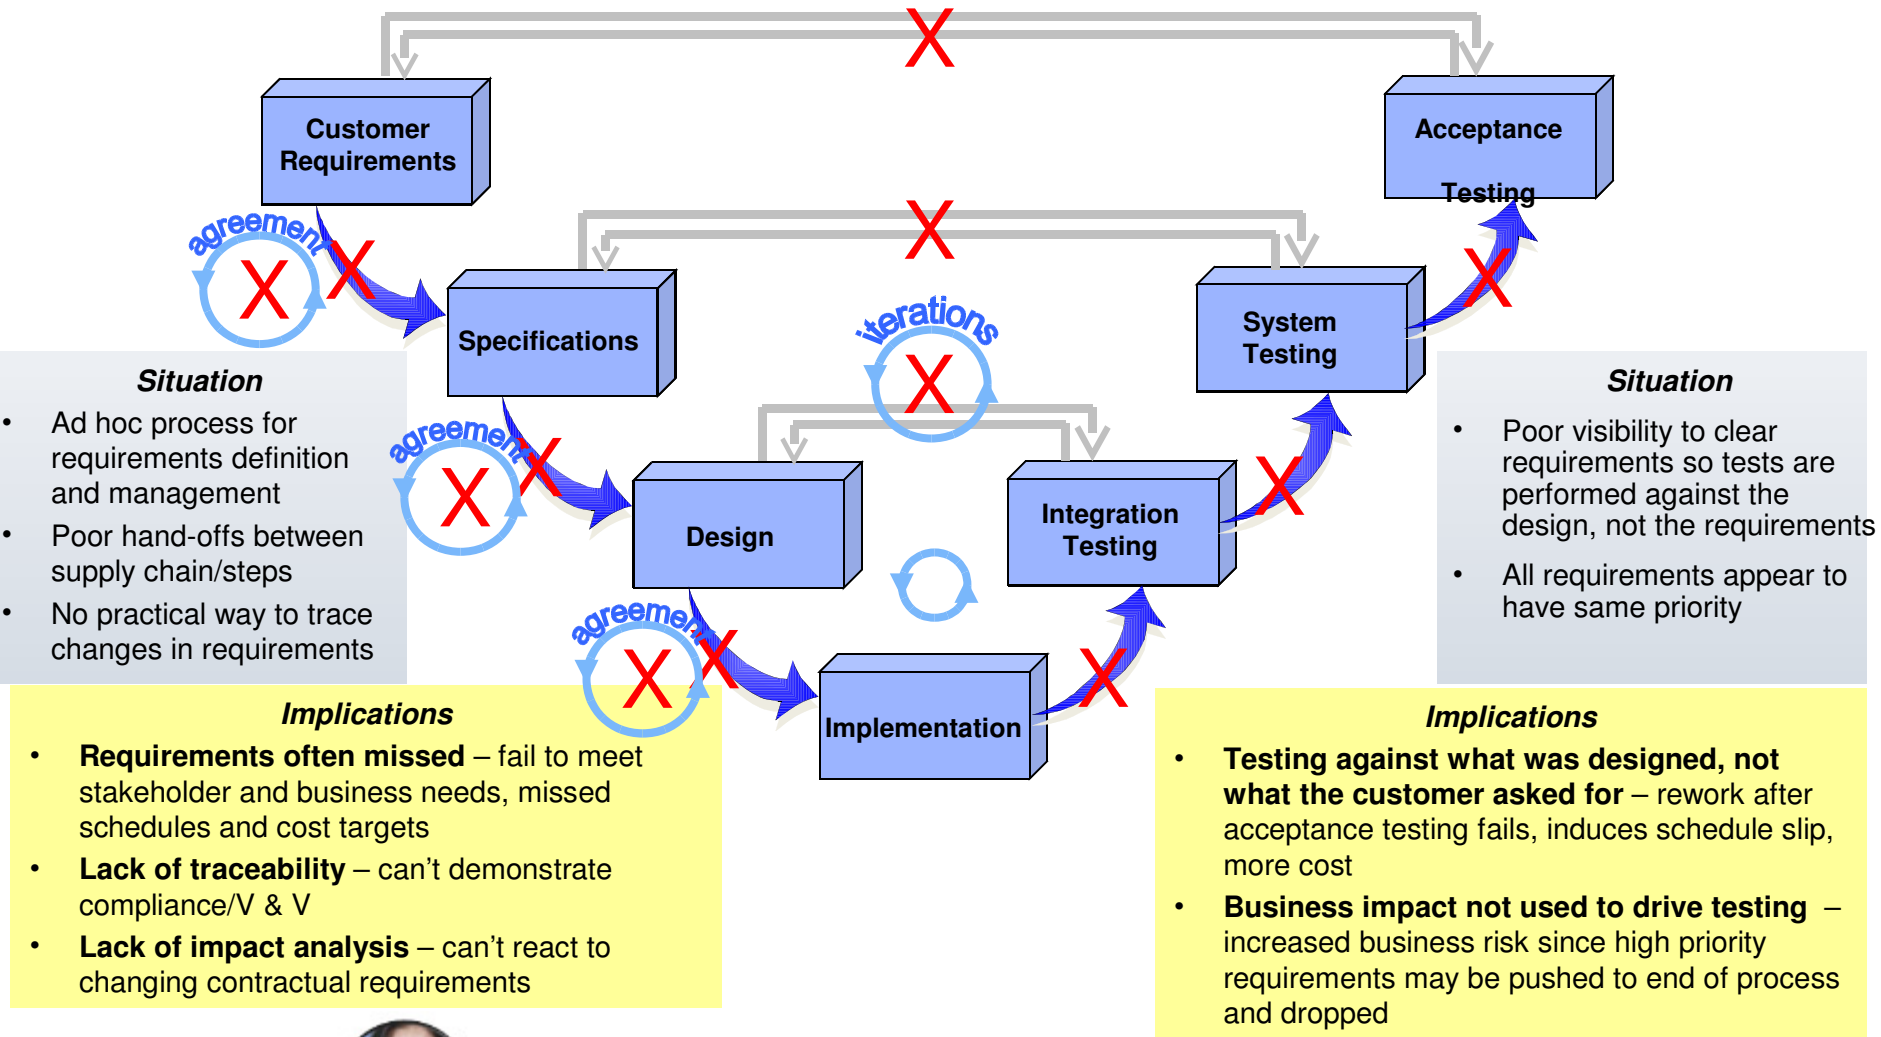 X
Customer
Requirements
Acceptance
Testing
agreement
X
X
X
X
Specifications
iterations
X
System
Testing
Situation
• Ad hoc process for
requirements definition
and management
• Poor hand-offs between
supply chain/steps
• No practical way to trace
changes in requirements
agreement
X
X
Design
Integration
Testing
X
Situation
• Poor visibility to clear
requirements so tests are
performed against the
design, not the requirements
• All requirements appear to
have same priority
agreement
X
X
Implementation
X
Implications
• Requirements often missed – fail to meet
stakeholder and business needs, missed
schedules and cost targets
• Lack of traceability – can’t demonstrate
compliance/V & V
• Lack of impact analysis – can’t react to
changing contractual requirements
Implications
• Testing against what was designed, not
what the customer asked for – rework after
acceptance testing fails, induces schedule slip,
more cost
• Business impact not used to drive testing –
increased business risk since high priority
requirements may be pushed to end of process
and dropped